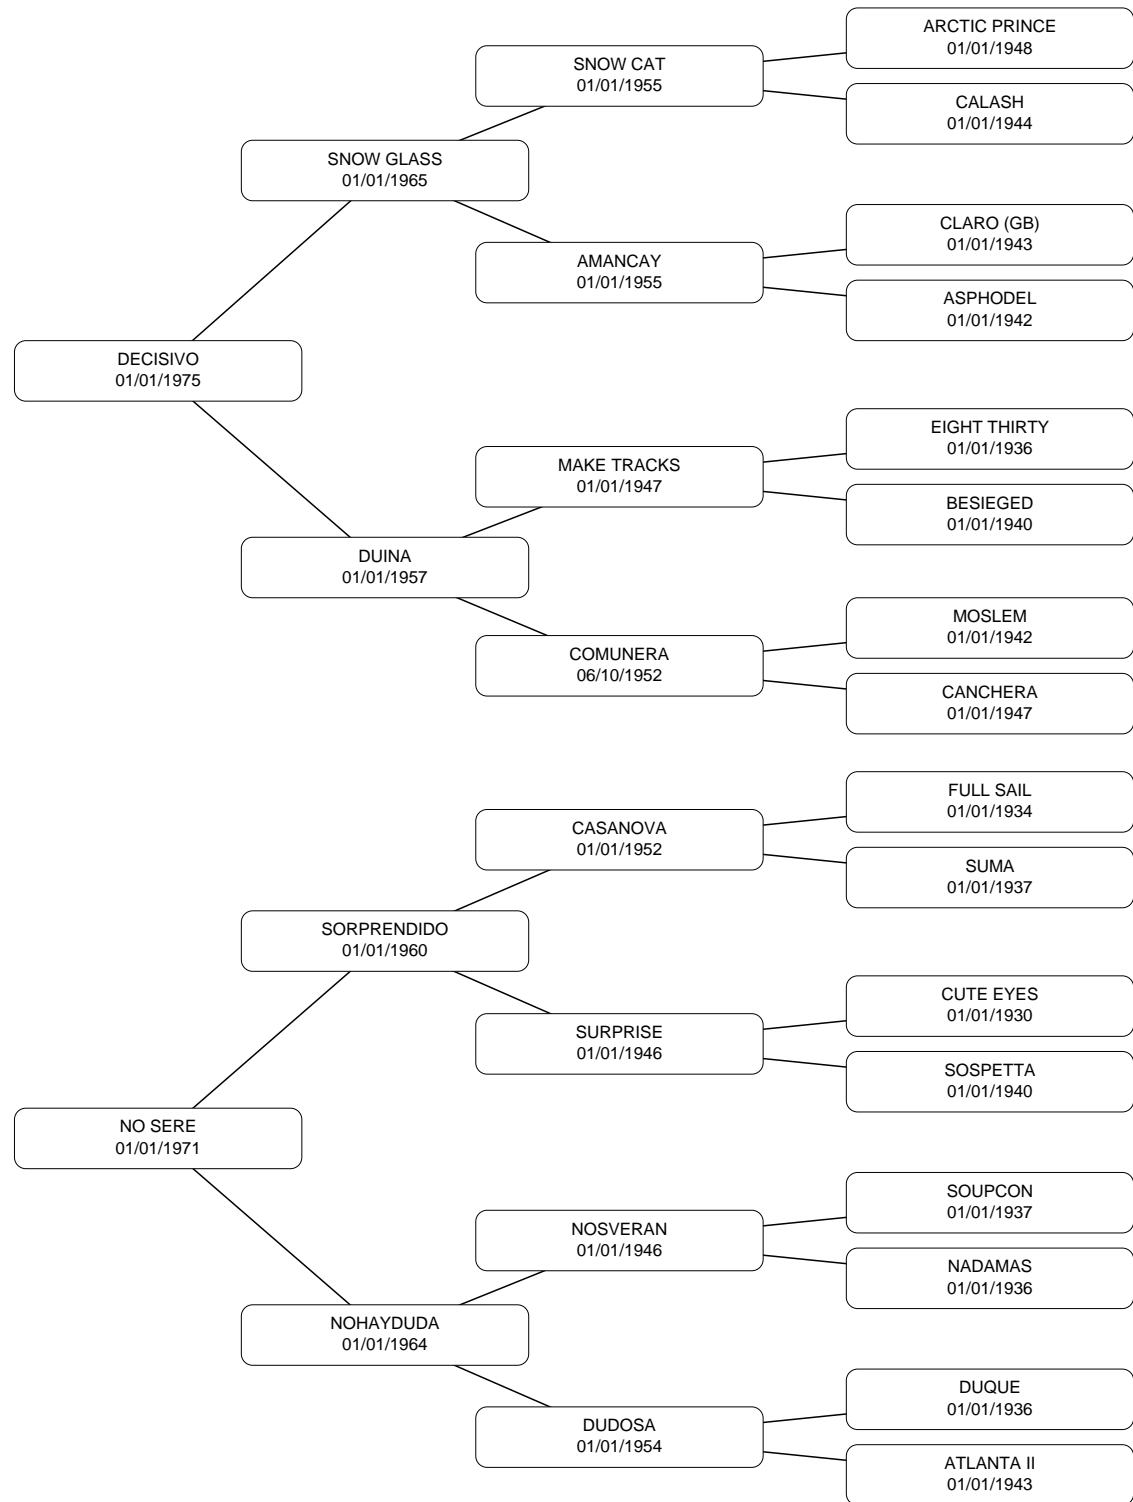 ARCTIC PRINCE
01/01/1948
SNOW CAT
01/01/1955
CALASH
01/01/1944
SNOW GLASS
01/01/1965
CLARO (GB)
01/01/1943
AMANCAY
01/01/1955
ASPHODEL
01/01/1942
DECISIVO
01/01/1975
EIGHT THIRTY
01/01/1936
MAKE TRACKS
01/01/1947
BESIEGED
01/01/1940
DUINA
01/01/1957
MOSLEM
01/01/1942
COMUNERA
06/10/1952
CANCHERA
01/01/1947
FULL SAIL
01/01/1934
CASANOVA
01/01/1952
SUMA
01/01/1937
SORPRENDIDO
01/01/1960
CUTE EYES
01/01/1930
SURPRISE
01/01/1946
SOSPETTA
01/01/1940
NO SERE
01/01/1971
SOUPCON
01/01/1937
NOSVERAN
01/01/1946
NADAMAS
01/01/1936
NOHAYDUDA
01/01/1964
DUQUE
01/01/1936
DUDOSA
01/01/1954
ATLANTA II
01/01/1943